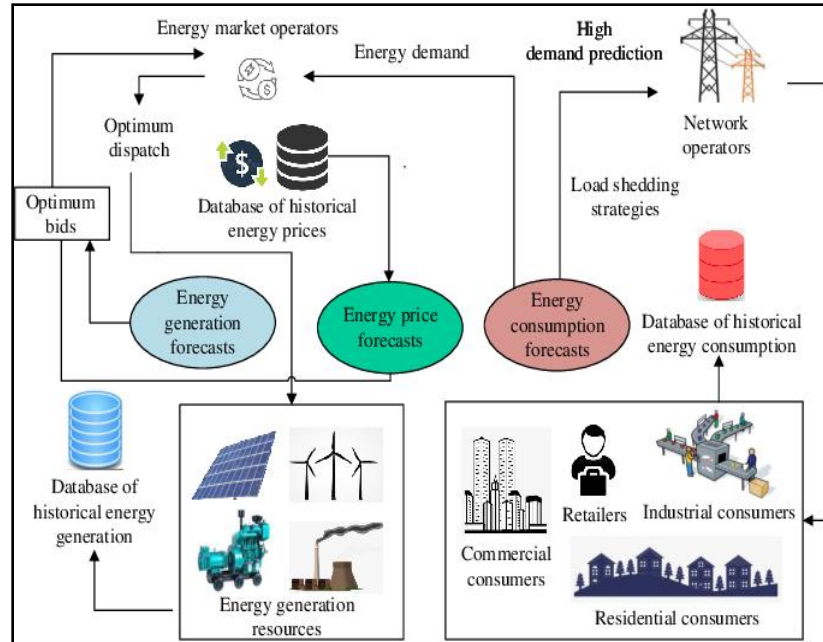 Energy market operators
Energy demand
High
demand prediction
Network
operators
Optimum
dispatch
Load shedding
strategies
Optimum
bids
Database of historical
energy prices
Energy
generation
forecasts
Energy price
forecasts
Energy
consumption
forecasts
Database of historical
energy consumption
Database of
historical energy
generation
Energy generation
resources
Commercial
consumers
Retailers
Industrial consumers
Residential consumers